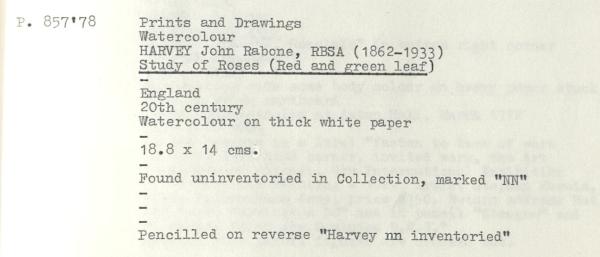 P. 857'78
Prints and Drawings
Watercolour
HARVEY John Rabone, RBSA (1862-1933)
Study of Roses (Red and green leaf)
-
England
20th century
Watercolour on thick white paper
-
18.8 x 14 cms.
-
Found uninventoried in Collection, marked "NN"
-
-
-
Pencilled on reverse "Harvey nn inventoried"